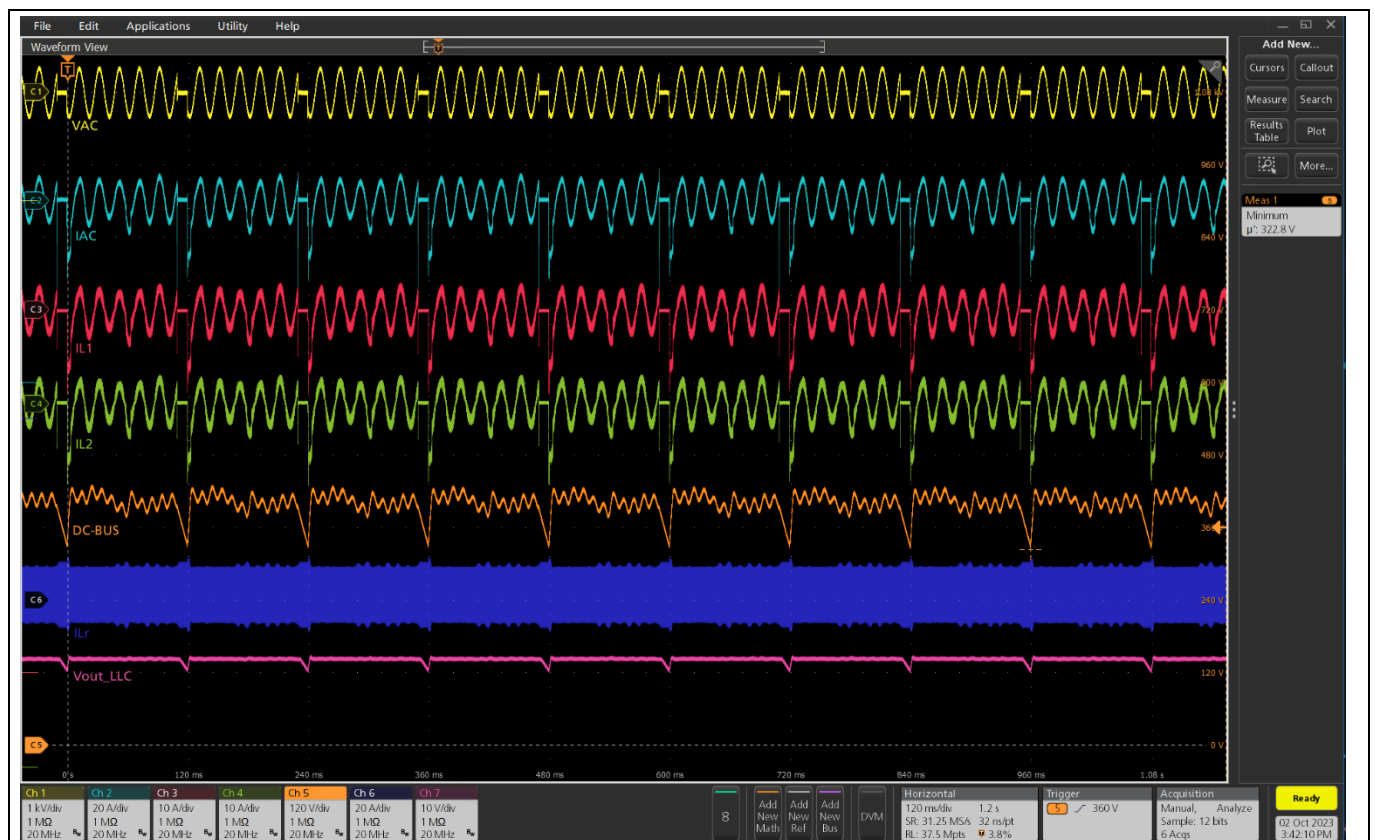 File Edit Applications Utility Help
Waveform View
Add New...
Cursors Callout
Measure Search
Results Table Plot
More...
Meas 1 5
Minimum
µ': 322.8 V
T
T
C1
VAC
1.08 kV
960 V
C2
IAC
840 V
C3
720 V
IL1
600 V
C4
IL2
480 V
DC-BUS
360
C6
240 V
ILr
Vout_LLC
120 V
C5
0 V
0 s 120 ms 240 ms 360 ms 480 ms 600 ms 720 ms 840 ms 960 ms 1.08 s
Ch 1 Ch 2 Ch 3 Ch 4 Ch 5 Ch 6 Ch 7 Horizontal Trigger Acquisition
1 kV/div 20 A/div 10 A/div 10 A/div 120 V/div 20 A/div 10 V/div 120 ms/div 1.2 s 5 360 V Manual, Analyze
1 MΩ 1 MΩ 1 MΩ 1 MΩ 1 MΩ 1 MΩ 1 MΩ SR: 31.25 MS/s 32 ns/pt Sample: 12 bits
20 MHz 20 MHz 20 MHz 20 MHz 20 MHz 20 MHz 20 MHz RL: 37.5 Mpts 3.8% 6 Acqs
8
Add New Math
Add New Ref
Add New Bus
DVM
Ready
02 Oct 2023
3:42:10 PM